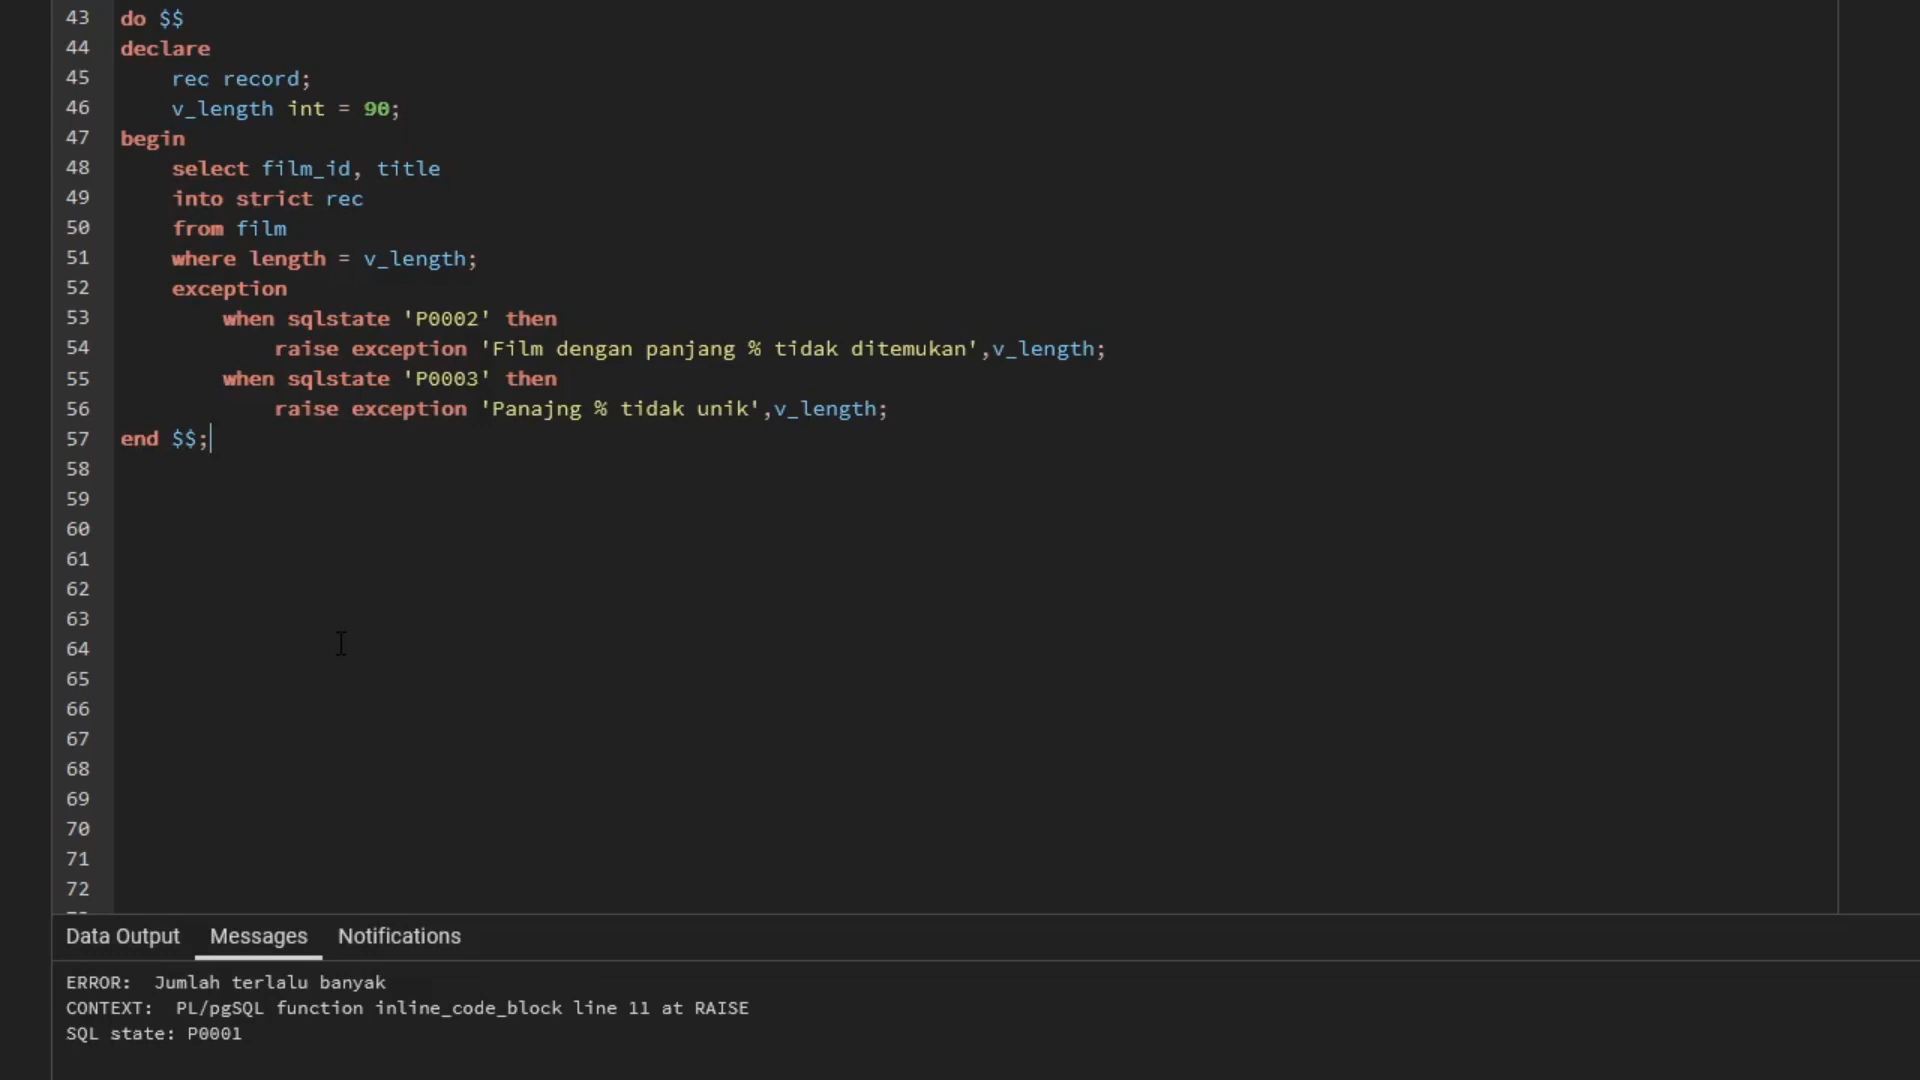 43 do $$
44 declare
45     rec record;
46     v_length int = 90;
47 begin
48     select film_id, title
49     into strict rec
50     from film
51     where length = v_length;
52     exception
53         when sqlstate 'P0002' then
54             raise exception 'Film dengan panjang % tidak ditemukan',v_length;
55         when sqlstate 'P0003' then
56             raise exception 'Panajng % tidak unik',v_length;
57 end $$;
58
59
60
61
62
63
64
65
66
67
68
69
70
71
72
Data Output Messages Notifications
ERROR:  Jumlah terlalu banyak
CONTEXT:  PL/pgSQL function inline_code_block line 11 at RAISE
SQL state: P0001